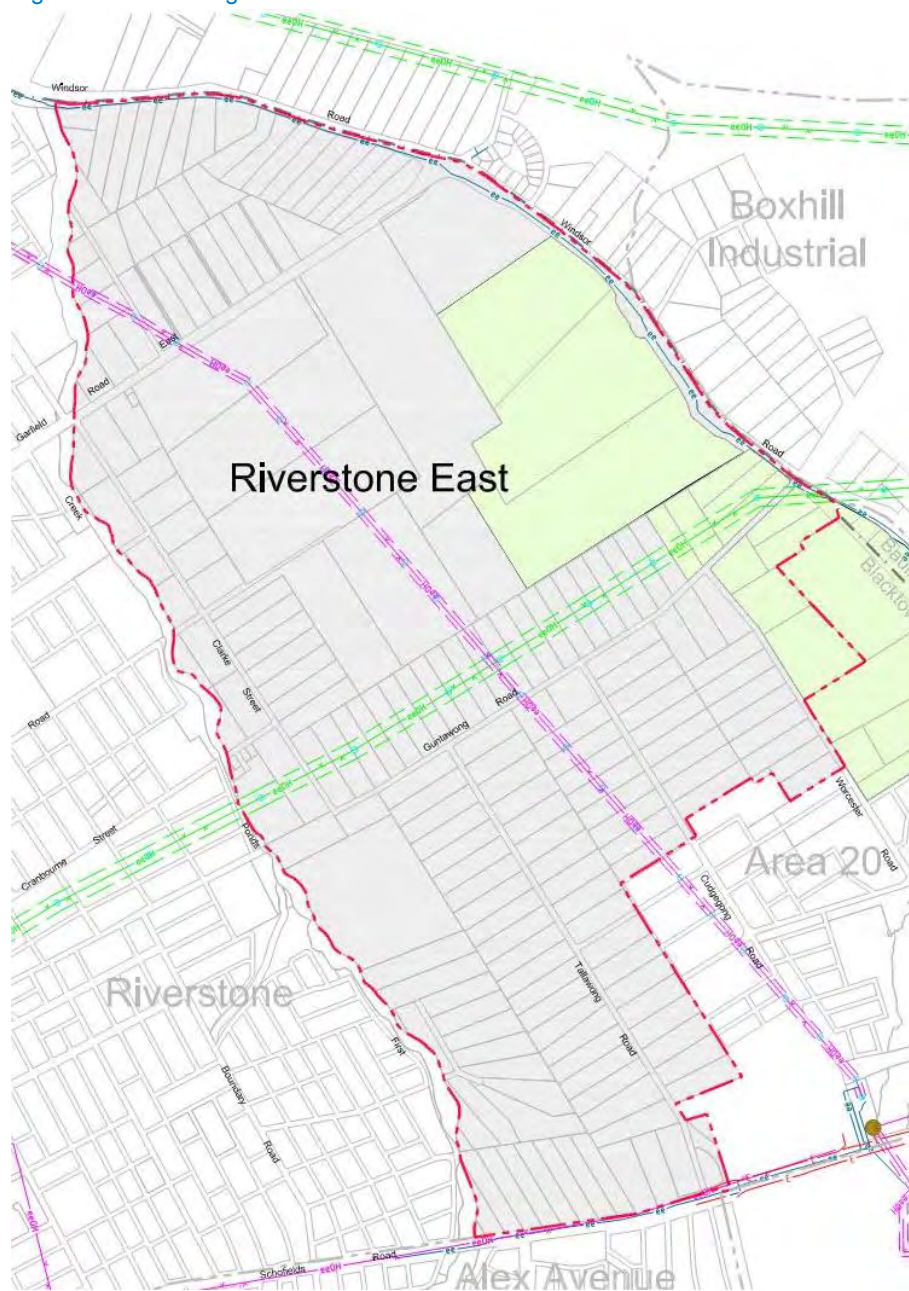 Windsor
Road
Boxhill
Industrial
Windsor
Road
East
Road
Garfield
Riverstone East
Creek
Clarke
Street
Road
Guntawong
Road
Cranbourne
Street
Ponds
Worcester
Road
Area 20
Cudgegong
Road
Riverstone
Tallawong
Road
First
Boundary
Road
Schofields
Road
Alex Avenue